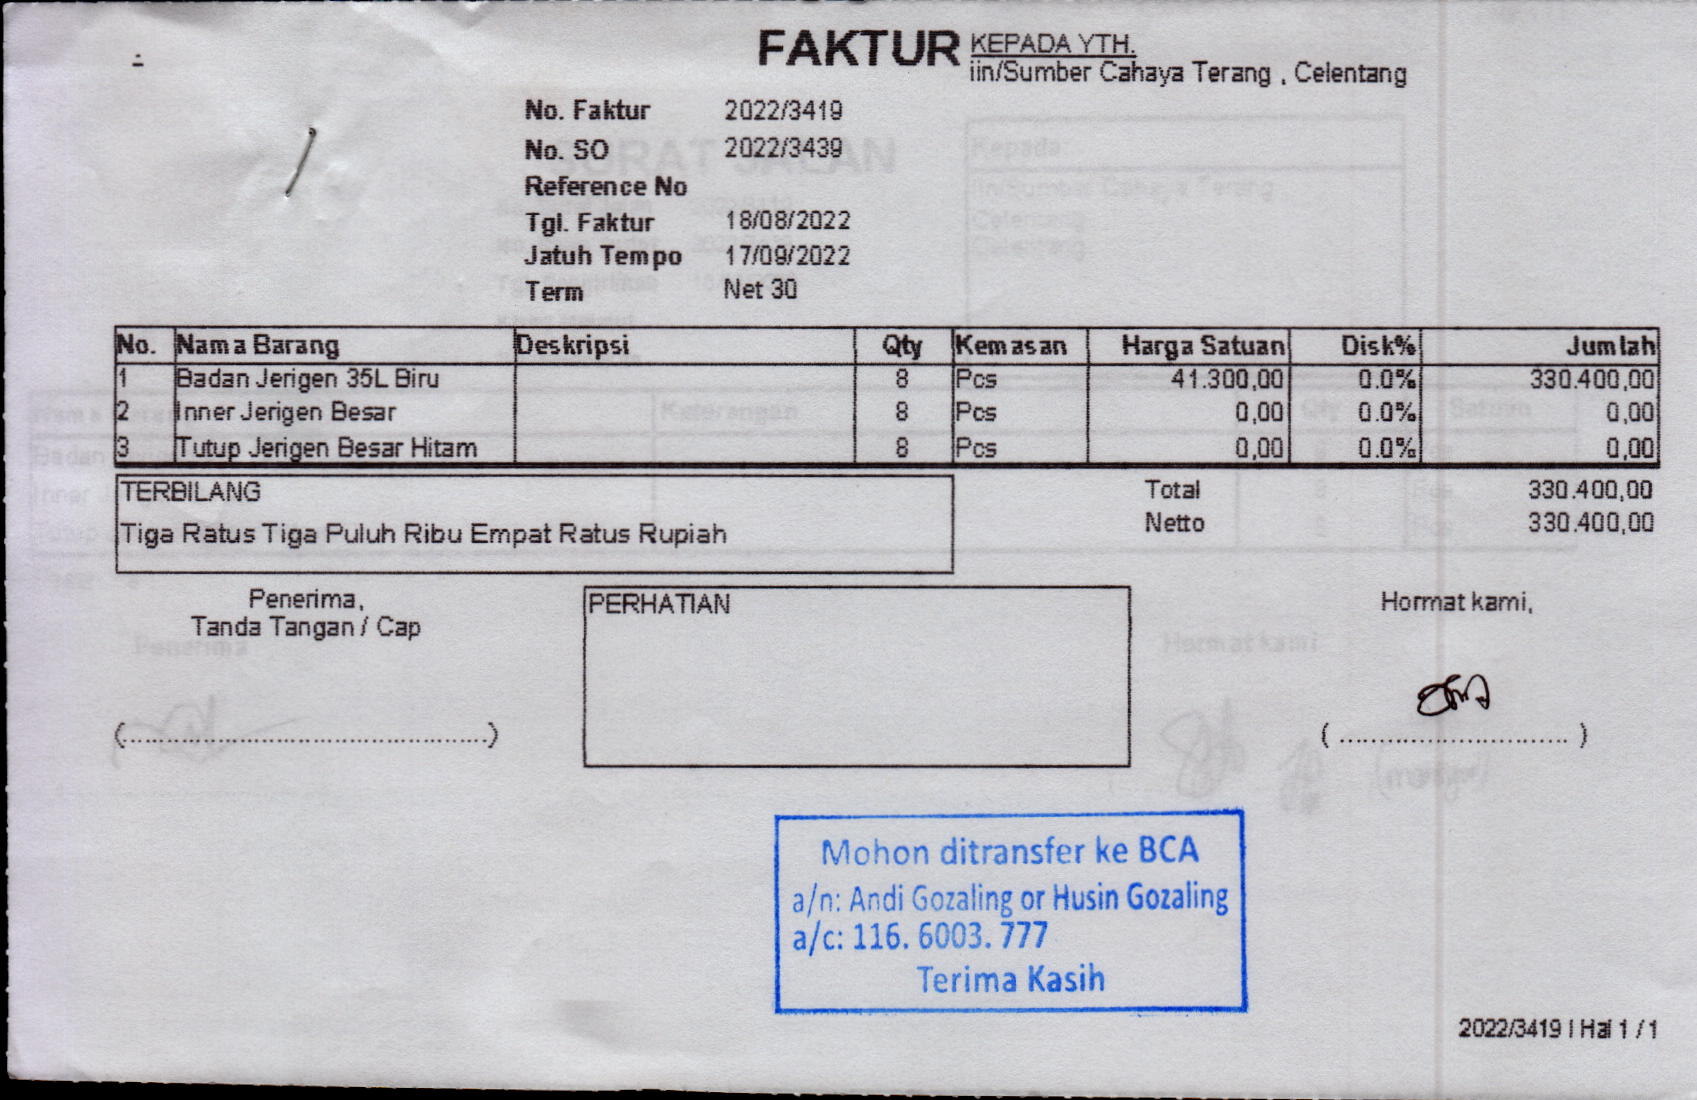 FAKTUR KEPADA YTH.
iin/Sumber Cahaya Terang , Celentang
No. Faktur 2022/3419
No. SO 2022/3439
Reference No
Tgl. Faktur 18/08/2022
Jatuh Tempo 17/09/2022
Term Net 30
No. Nama Barang Deskripsi Qty Kemasan Harga Satuan Disk% Jumlah
1 Badan Jerigen 35L Biru 8 Pcs 41.300,00 0.0% 330.400,00
2 Inner Jerigen Besar 8 Pcs 0,00 0.0% 0,00
3 Tutup Jerigen Besar Hitam 8 Pcs 0,00 0.0% 0,00
TERBILANG Total 330.400,00
Tiga Ratus Tiga Puluh Ribu Empat Ratus Rupiah Netto 330.400,00
Penerima,
Tanda Tangan / Cap
PERHATIAN
Hormat kami,
(..............................................)
( ............................ )
Mohon ditransfer ke BCA
a/n: Andi Gozaling or Husin Gozaling
a/c: 116. 6003. 777
Terima Kasih
2022/3419 | Hal 1 / 1